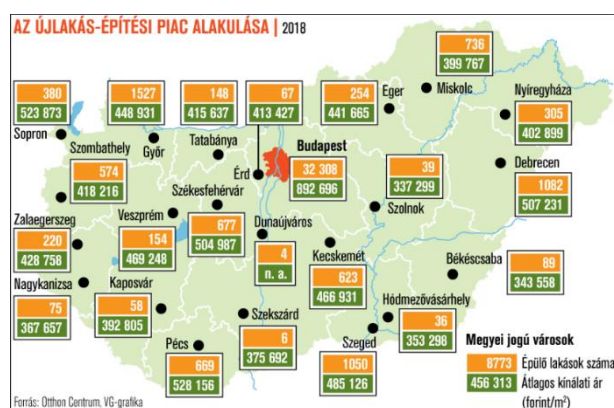 AZ ÚJLAKÁS-ÉPÍTÉSI PIAC ALAKULÁSA | 2018
736
399 767
Miskolc
380
523 873
Sopron
1527
448 931
Győr
148
415 637
Tatabánya
67
413 427
Érd
254
441 665
Eger
Nyíregyháza
305
402 899
Szombathely
574
418 216
Budapest
32 308
892 696
39
337 299
Szolnok
Debrecen
1082
507 231
Székesfehérvár
677
504 987
Veszprém
154
469 248
Zalaegerszeg
220
428 758
Dunaújváros
4
n. a.
Kecskemét
623
466 931
Békéscsaba
89
343 558
Nagykanizsa
75
367 657
Kaposvár
58
392 805
Szekszárd
6
375 692
Hódmezővásárhely
36
353 298
Pécs
669
528 156
Szeged
1050
485 126
Megyei jogú városok
8773 Épülő lakások száma
456 313 Átlagos kínálati ár
(forint/m²)
Forrás: Otthon Centrum, VG-grafika